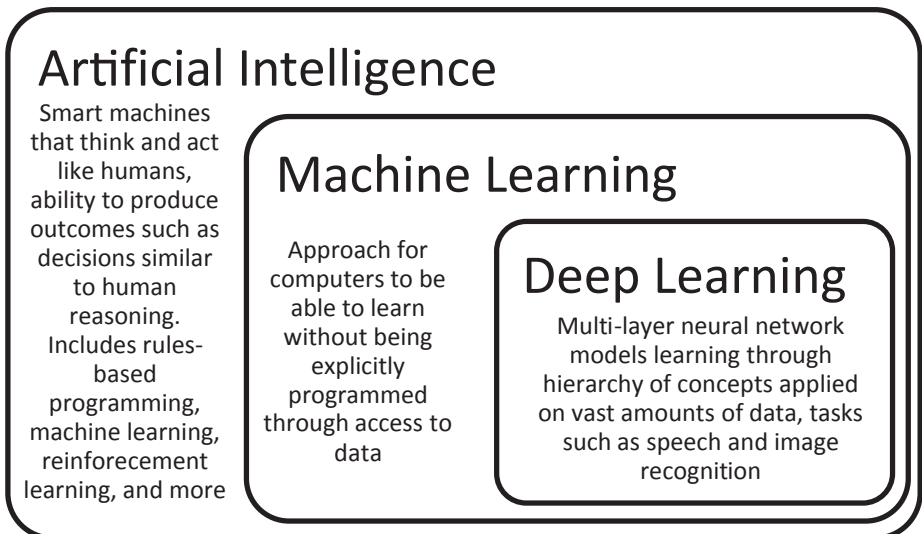 Artificial Intelligence
Smart machines
that think and act
like humans,
ability to produce
outcomes such as
decisions similar
to human
reasoning.
Includes rules-
based
programming,
machine learning,
reinforecement
learning, and more
Machine Learning
Approach for
computers to be
able to learn
without being
explicitly
programmed
through access to
data
Deep Learning
Multi-layer neural network
models learning through
hierarchy of concepts applied
on vast amounts of data, tasks
such as speech and image
recognition